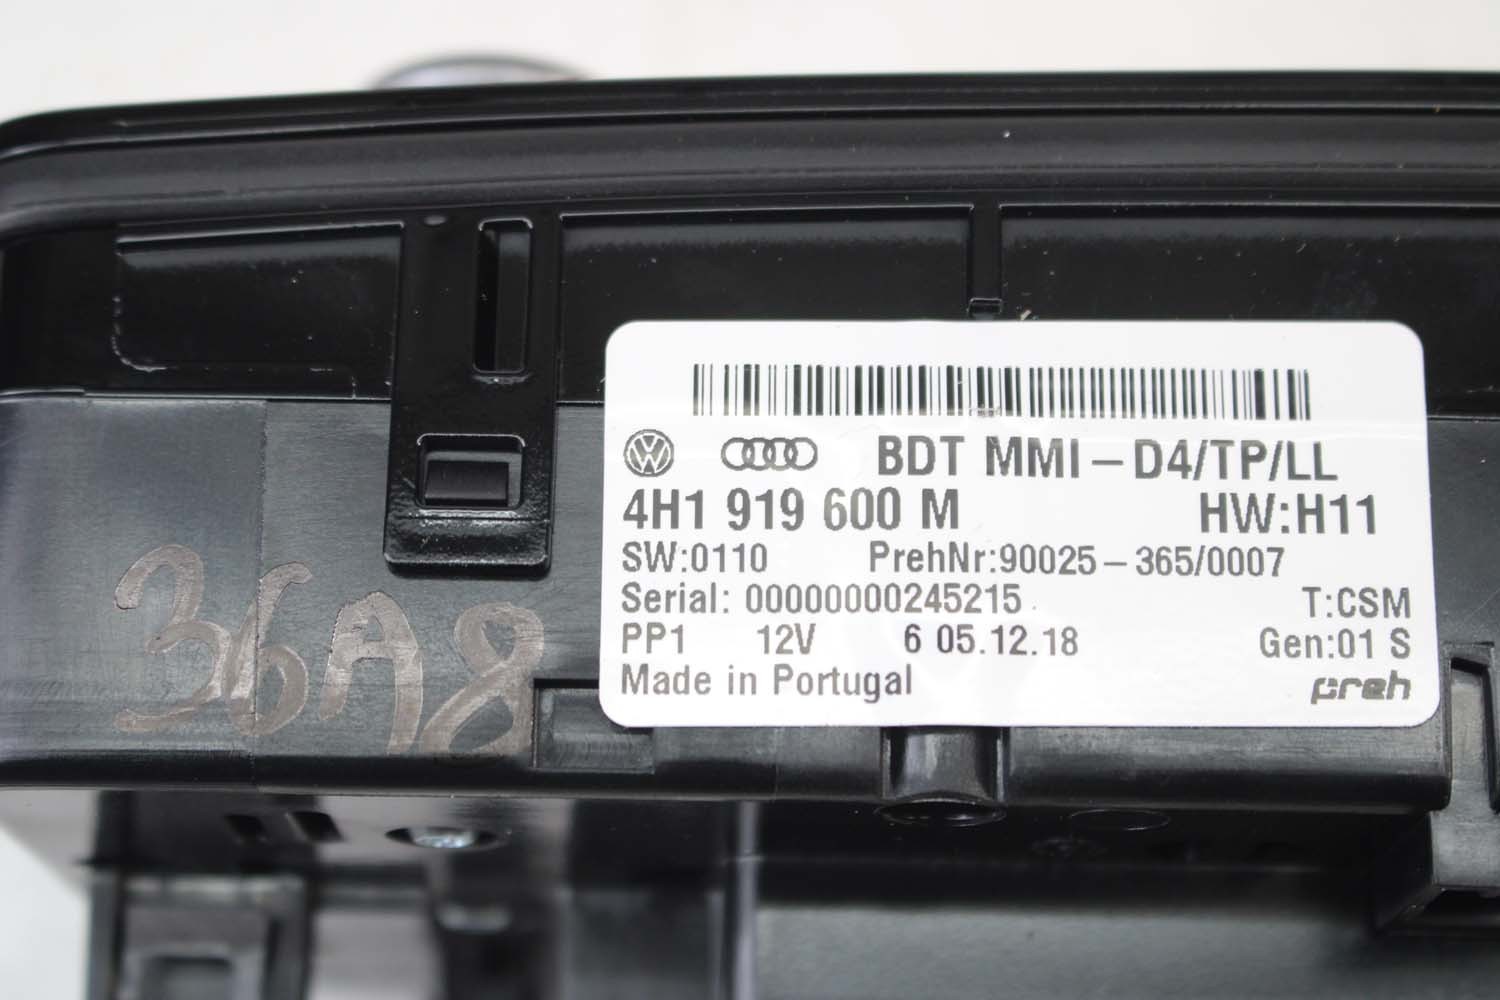 BDT MMI – D4/TP/LL
4H1 919 600 M HW:H11
SW:0110 PrehNr:90025-365/0007
Serial: 00000000245215 T:CSM
PP1 12V 6 05.12.18 Gen:01 S
Made in Portugal preh
36A8